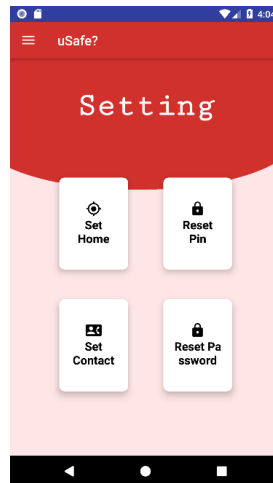 4:04
uSafe?
Setting
Set
Home
Reset
Pin
Set
Contact
Reset Pa
ssword